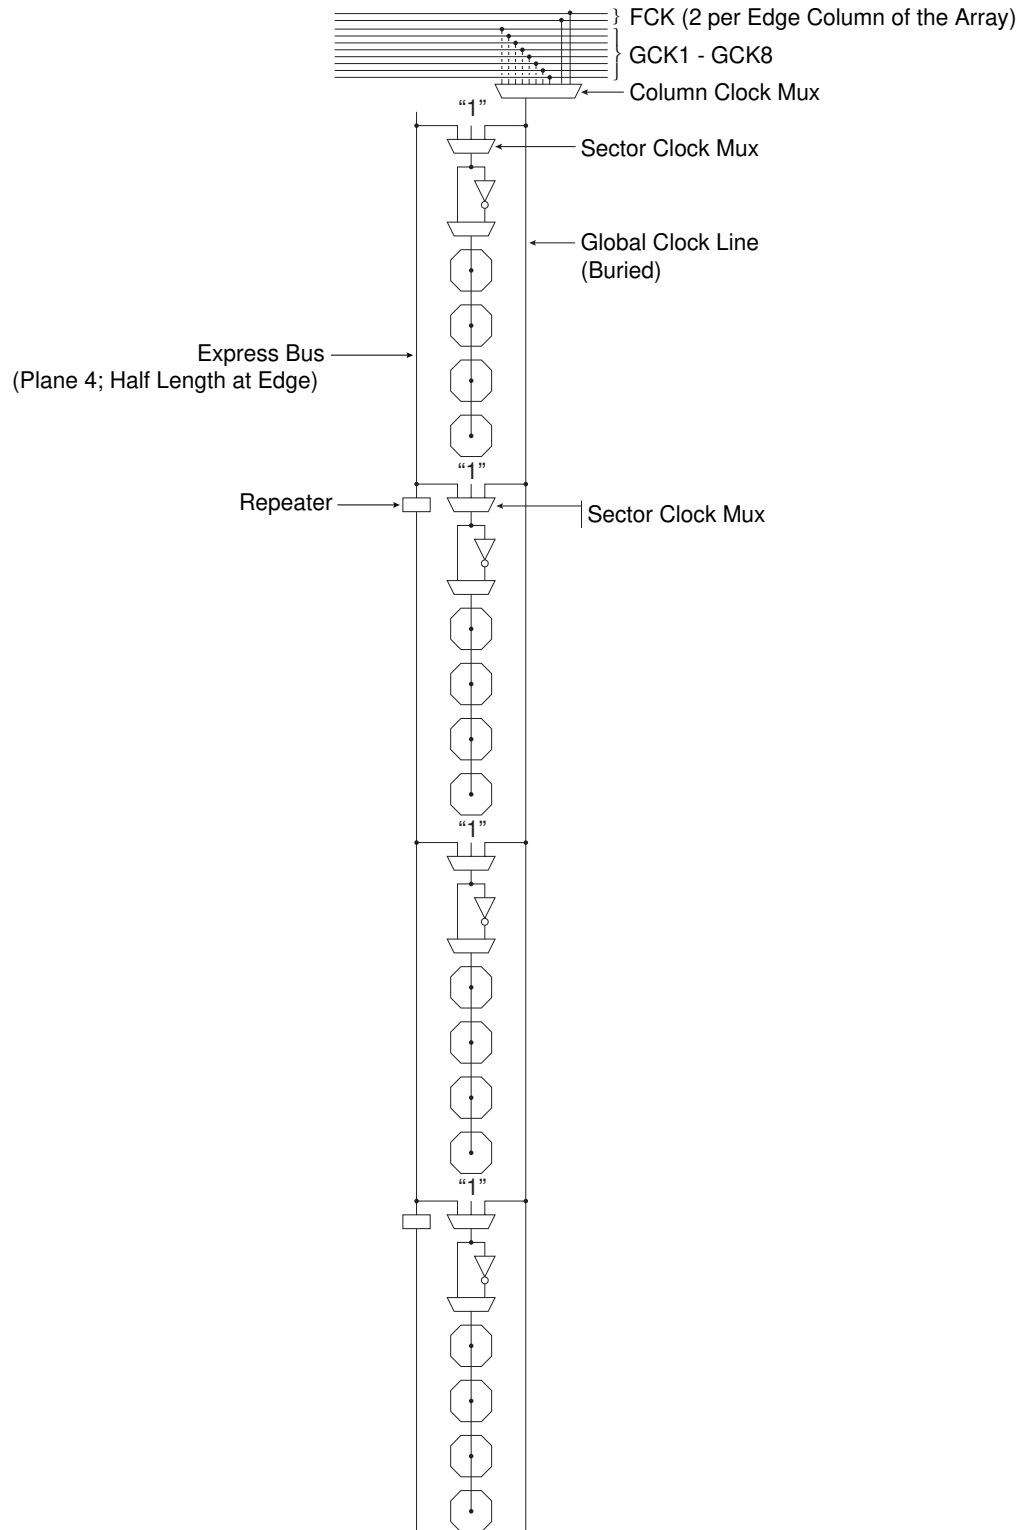 FCK (2 per Edge Column of the Array)
GCK1 - GCK8
Column Clock Mux
“1”
Sector Clock Mux
Global Clock Line
(Buried)
Express Bus
(Plane 4; Half Length at Edge)
“1”
Repeater
Sector Clock Mux
“1”
“1”